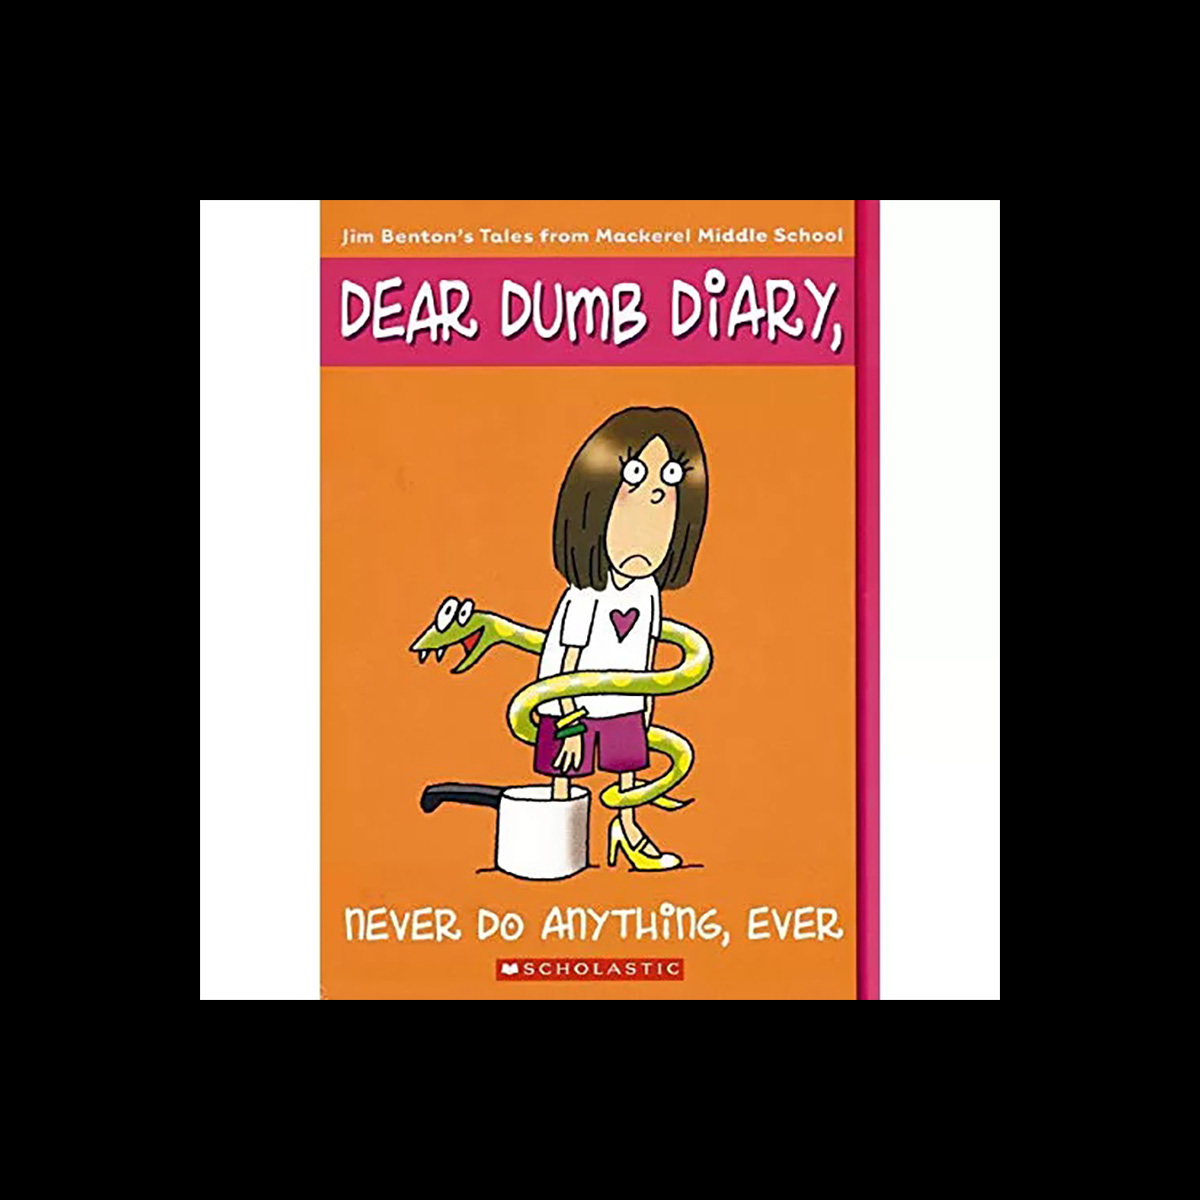 Jim Benton's Tales from Mackerel Middle School
DEAR DUMB DiARY,
NEVER DO ANYTHiNG, EVER
SCHOLASTIC